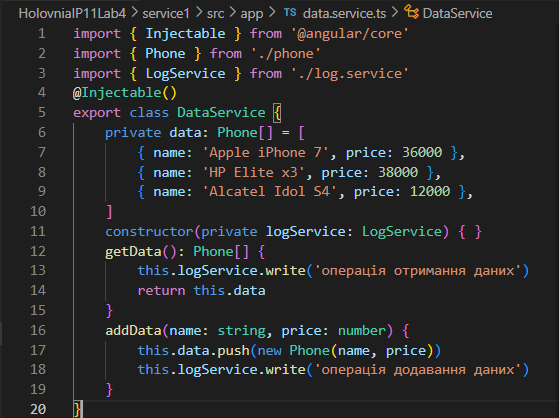 HolovniaIP11Lab4 > service1 > src > app > TS data.service.ts > DataService
1 import { Injectable } from '@angular/core'
2 import { Phone } from './phone'
3 import { LogService } from './log.service'
4 @Injectable()
5 export class DataService {
6     private data: Phone[] = [
7         { name: 'Apple iPhone 7', price: 36000 },
8         { name: 'HP Elite x3', price: 38000 },
9         { name: 'Alcatel Idol S4', price: 12000 },
10     ]
11     constructor(private logService: LogService) { }
12     getData(): Phone[] {
13         this.logService.write('операція отримання даних')
14         return this.data
15     }
16     addData(name: string, price: number) {
17         this.data.push(new Phone(name, price))
18         this.logService.write('операція додавання даних')
19     }
20 }